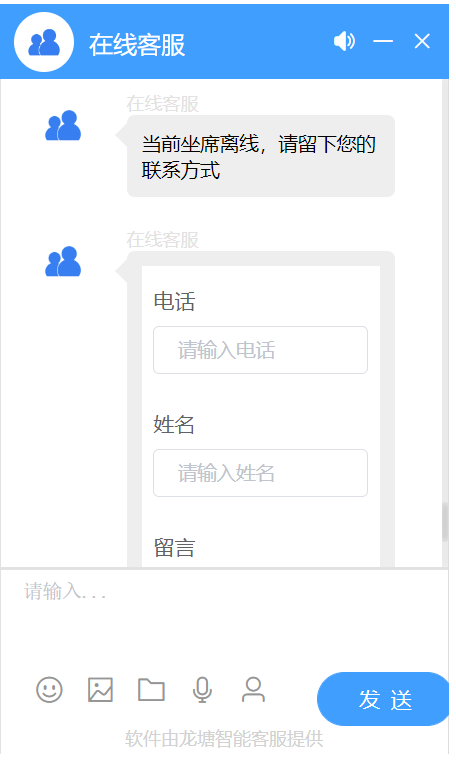 在线客服
在线客服
当前坐席离线，请留下您的
联系方式
在线客服
电话
请输入电话
姓名
请输入姓名
留言
请输入...
发 送
软件由龙塘智能客服提供